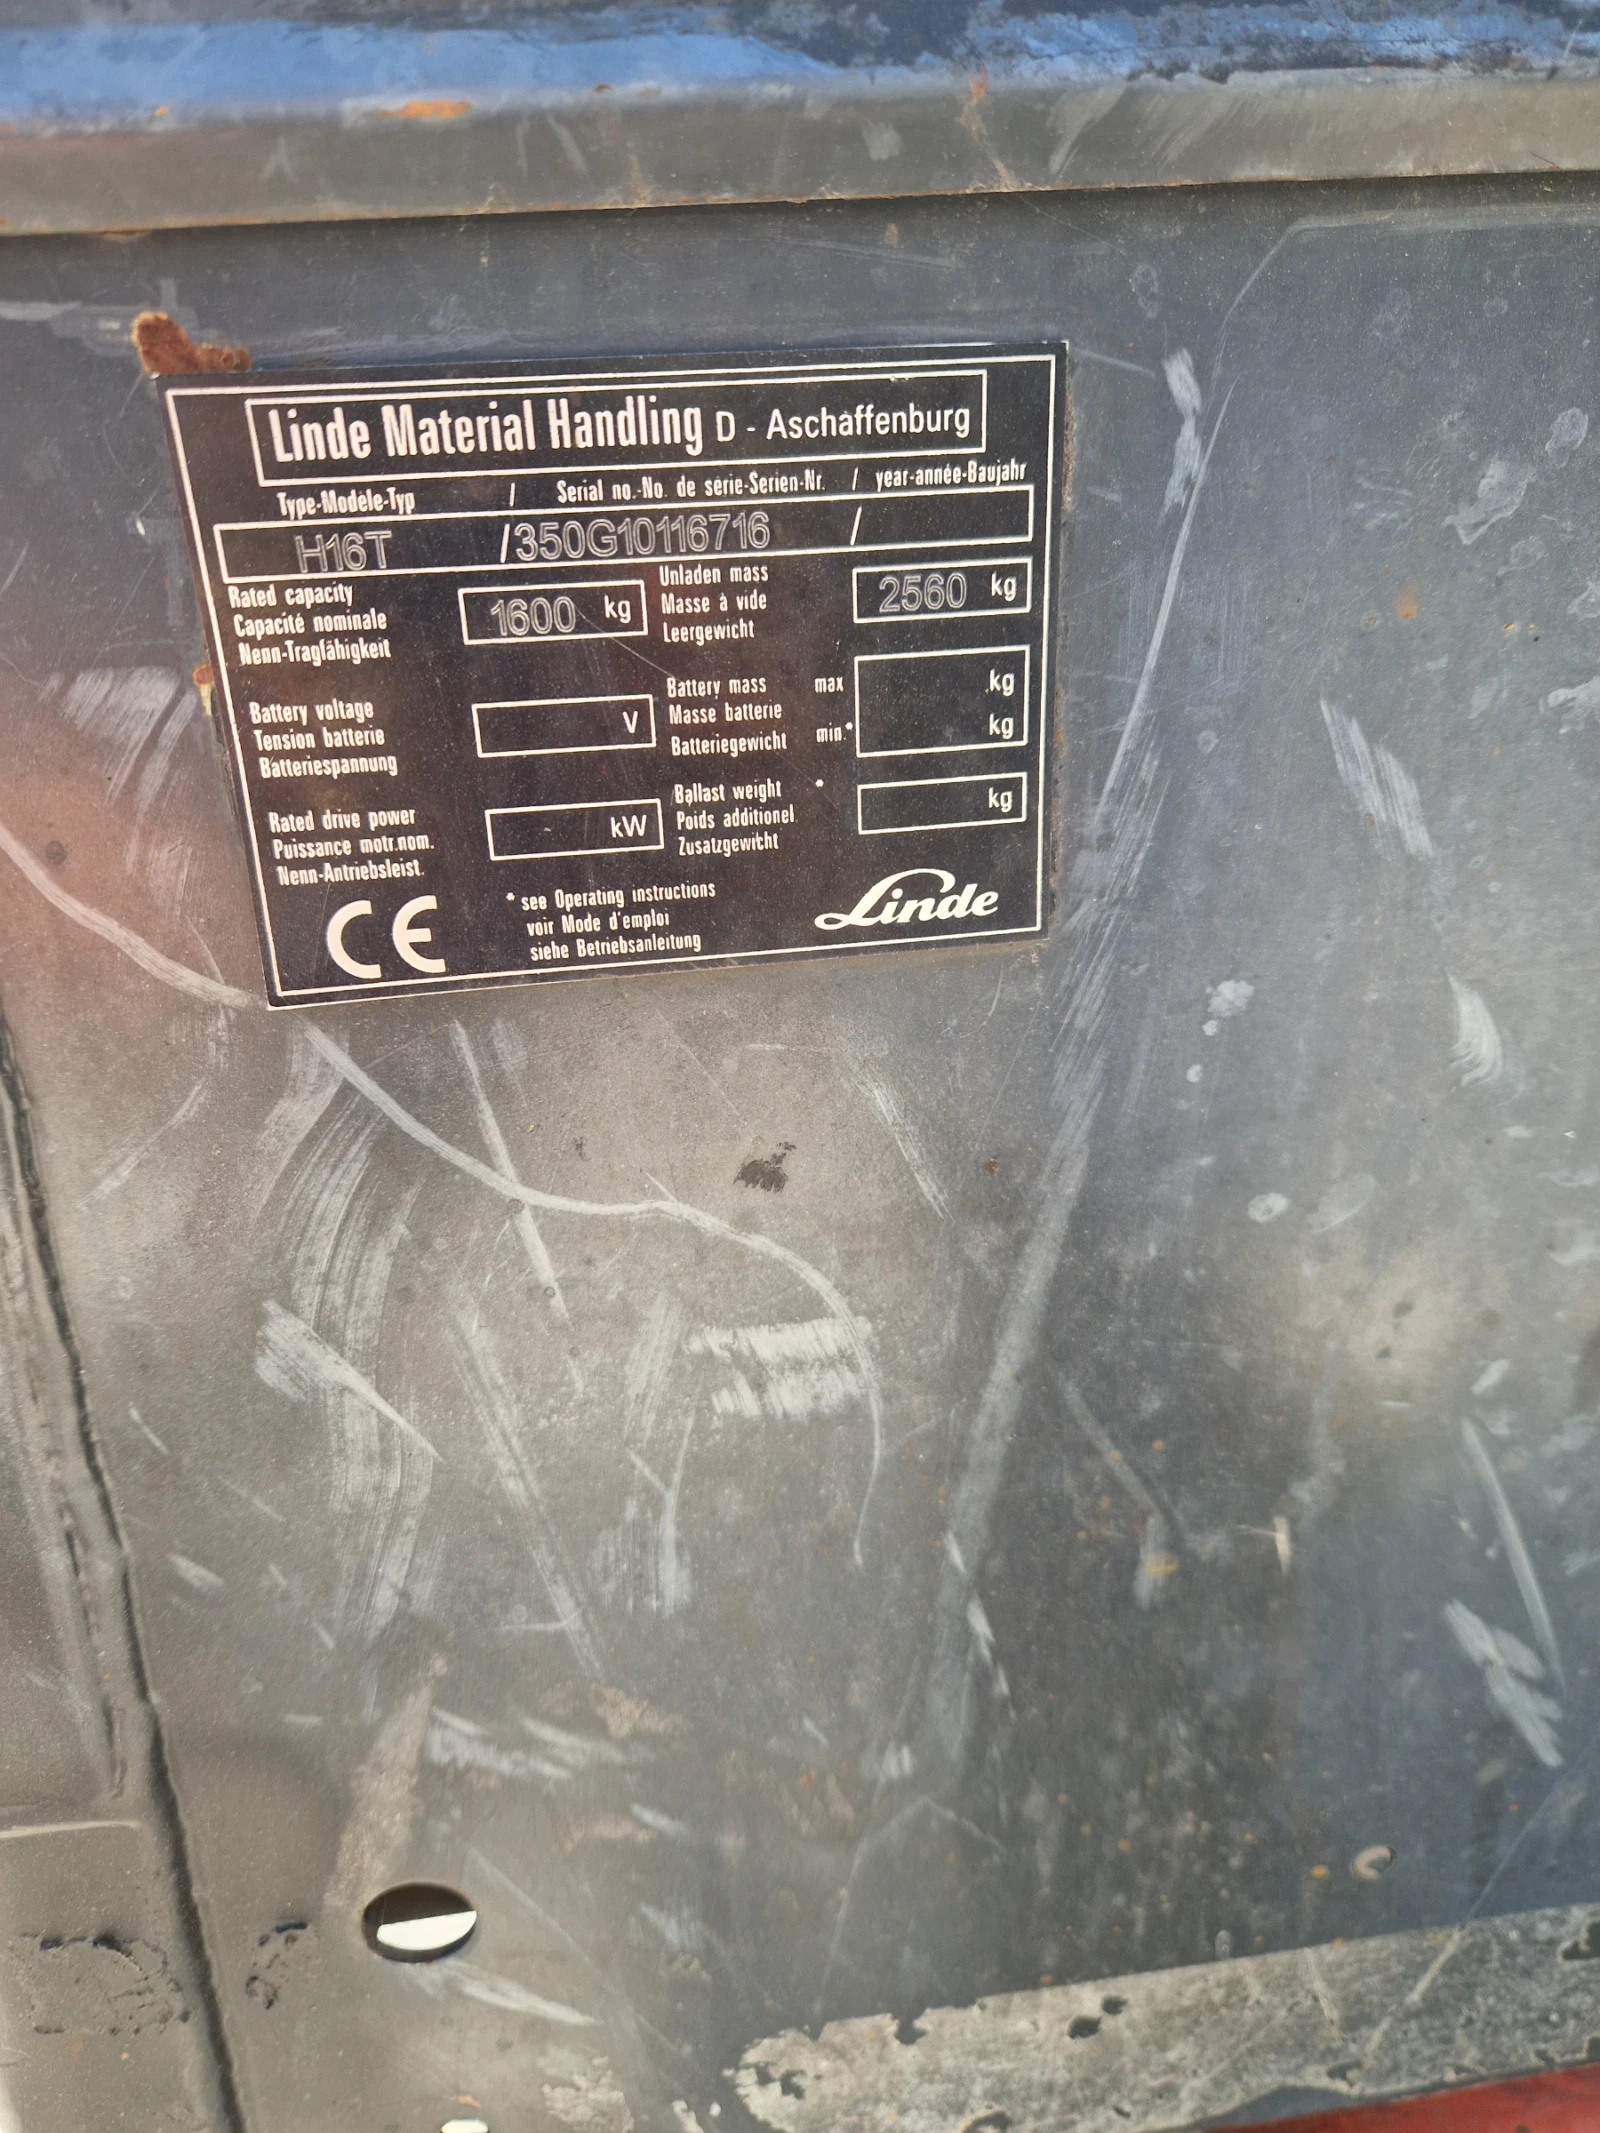 Linde Material Handling D - Aschaffenburg
Type-Modèle-Typ / Serial no.-No. de série-Serien-Nr. / year-année-Baujahr
H16T /350G10116716 /
Rated capacity
Capacité nominale
Nenn-Tragfähigkeit
1600 kg
Unladen mass
Masse à vide
Leergewicht
2560 kg
Battery voltage
Tension batterie
Batteriespannung
V
Battery mass max kg
Masse batterie
Batteriegewicht min.* kg
Rated drive power
Puissance motr.nom.
Nenn-Antriebsleist.
kW
Ballast weight *
Poids additionel
Zusatzgewicht
kg
CE
* see Operating instructions
voir Mode d'emploi
siehe Betriebsanleitung
Linde